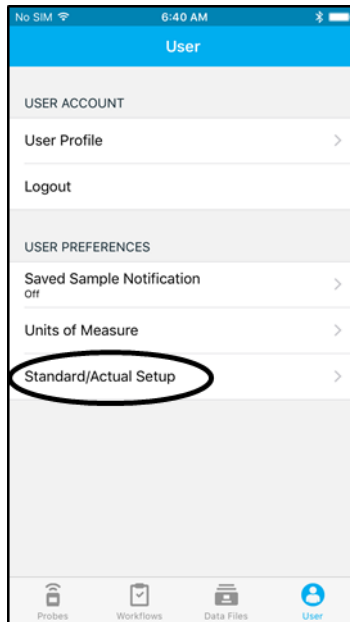 No SIM 6:40 AM
User
USER ACCOUNT
User Profile
Logout
USER PREFERENCES
Saved Sample Notification
Off
Units of Measure
Standard/Actual Setup
Probes Workflows Data Files User